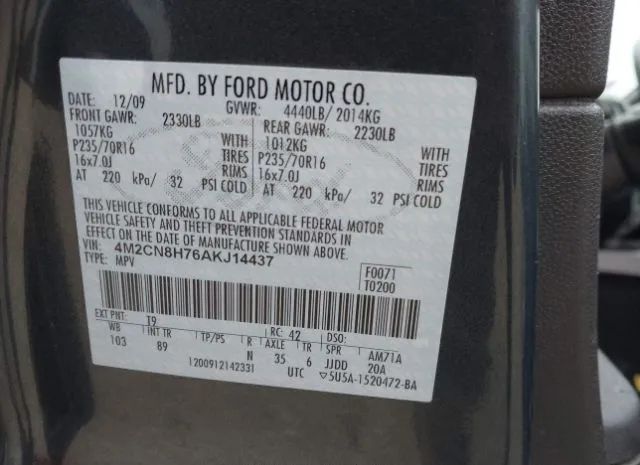 MFD. BY FORD MOTOR CO.
DATE: 12/09 GVWR: 4440LB/ 2014KG
FRONT GAWR: 2330LB REAR GAWR: 2230LB
1057KG WITH 1012KG WITH
P235/70R16 TIRES P235/70R16 TIRES
16x7.0J RIMS 16x7.0J RIMS
AT 220 kPa/ 32 PSI COLD AT 220 kPa/ 32 PSI COLD
THIS VEHICLE CONFORMS TO ALL APPLICABLE FEDERAL MOTOR
VEHICLE SAFETY AND THEFT PREVENTION STANDARDS IN
EFFECT ON THE DATE OF MANUFACTURE SHOWN ABOVE.
VIN: 4M2CN8H76AKJ14437
TYPE: MPV
F0071
T0200
EXT PNT: T9 RC: 42 DSO:
WB INT TR TP/PS R AXLE TR SPR AM71A
103 89 N 35 6 JJDD 20A
1200912142331 UTC ▽5U5A-1520472-BA